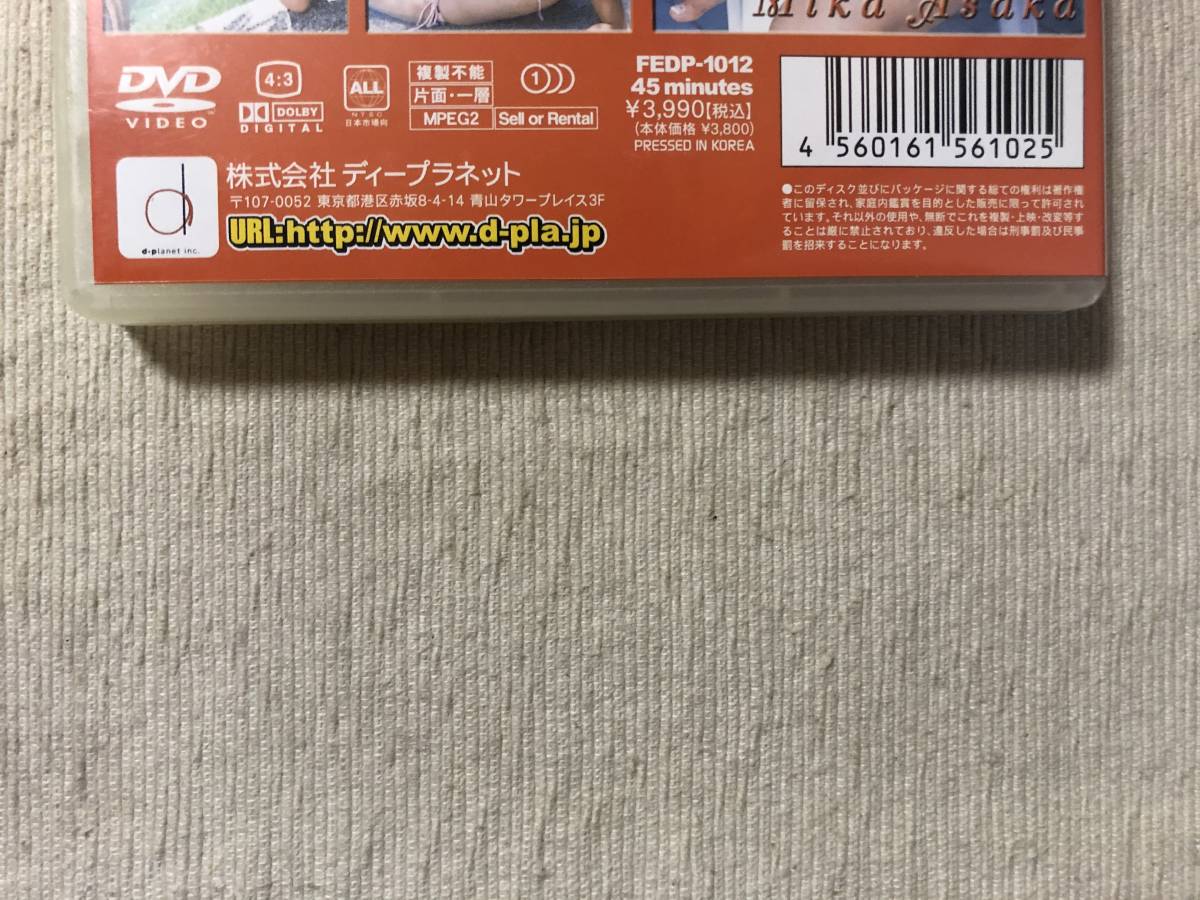 Mika Asaka
DVD
VIDEO
4:3
DOLBY
DIGITAL
ALL
NTSC
日本市場向
複製不能
片面・一層
MPEG2
1
Sell or Rental
FEDP-1012
45 minutes
¥3,990【税込】
(本体価格 ¥3,800)
PRESSED IN KOREA
4 560161 561025
d-planet inc.
株式会社 ディープラネット
〒107-0052 東京都港区赤坂8-4-14 青山タワープレイス3F
URL:http://www.d-pla.jp
●このディスク並びにパッケージに関する総ての権利は著作権
者に留保され、家庭内鑑賞を目的とした販売に限って許可され
ています。それ以外の使用や、無断でこれを複製・上映・改変等す
ることは厳に禁止されており、違反した場合は刑事罰及び民事
罰を招来することになります。